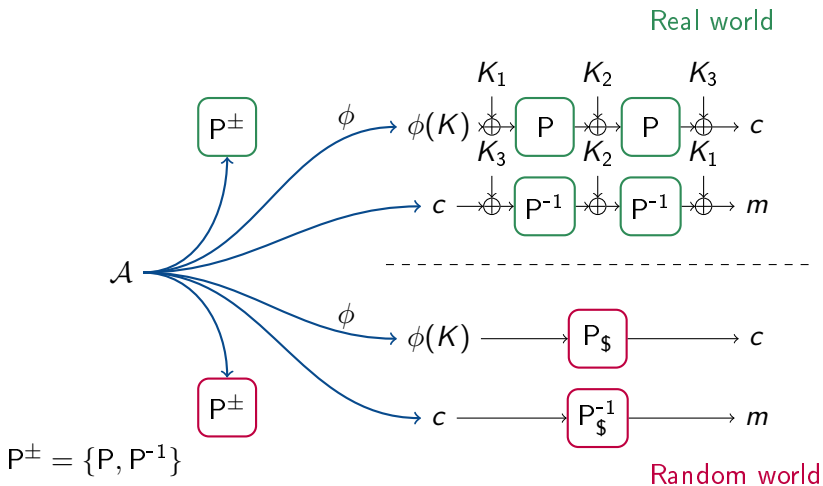 Real world
K₁ K₂ K₃
P± ϕ ϕ(K) ⊕ P ⊕ P ⊕ c
K₃ K₂ K₁
c ⊕ P⁻¹ ⊕ P⁻¹ ⊕ m
𝒜
ϕ ϕ(K) P$ c
P± c P$⁻¹ m
P± = {P, P⁻¹}
Random world